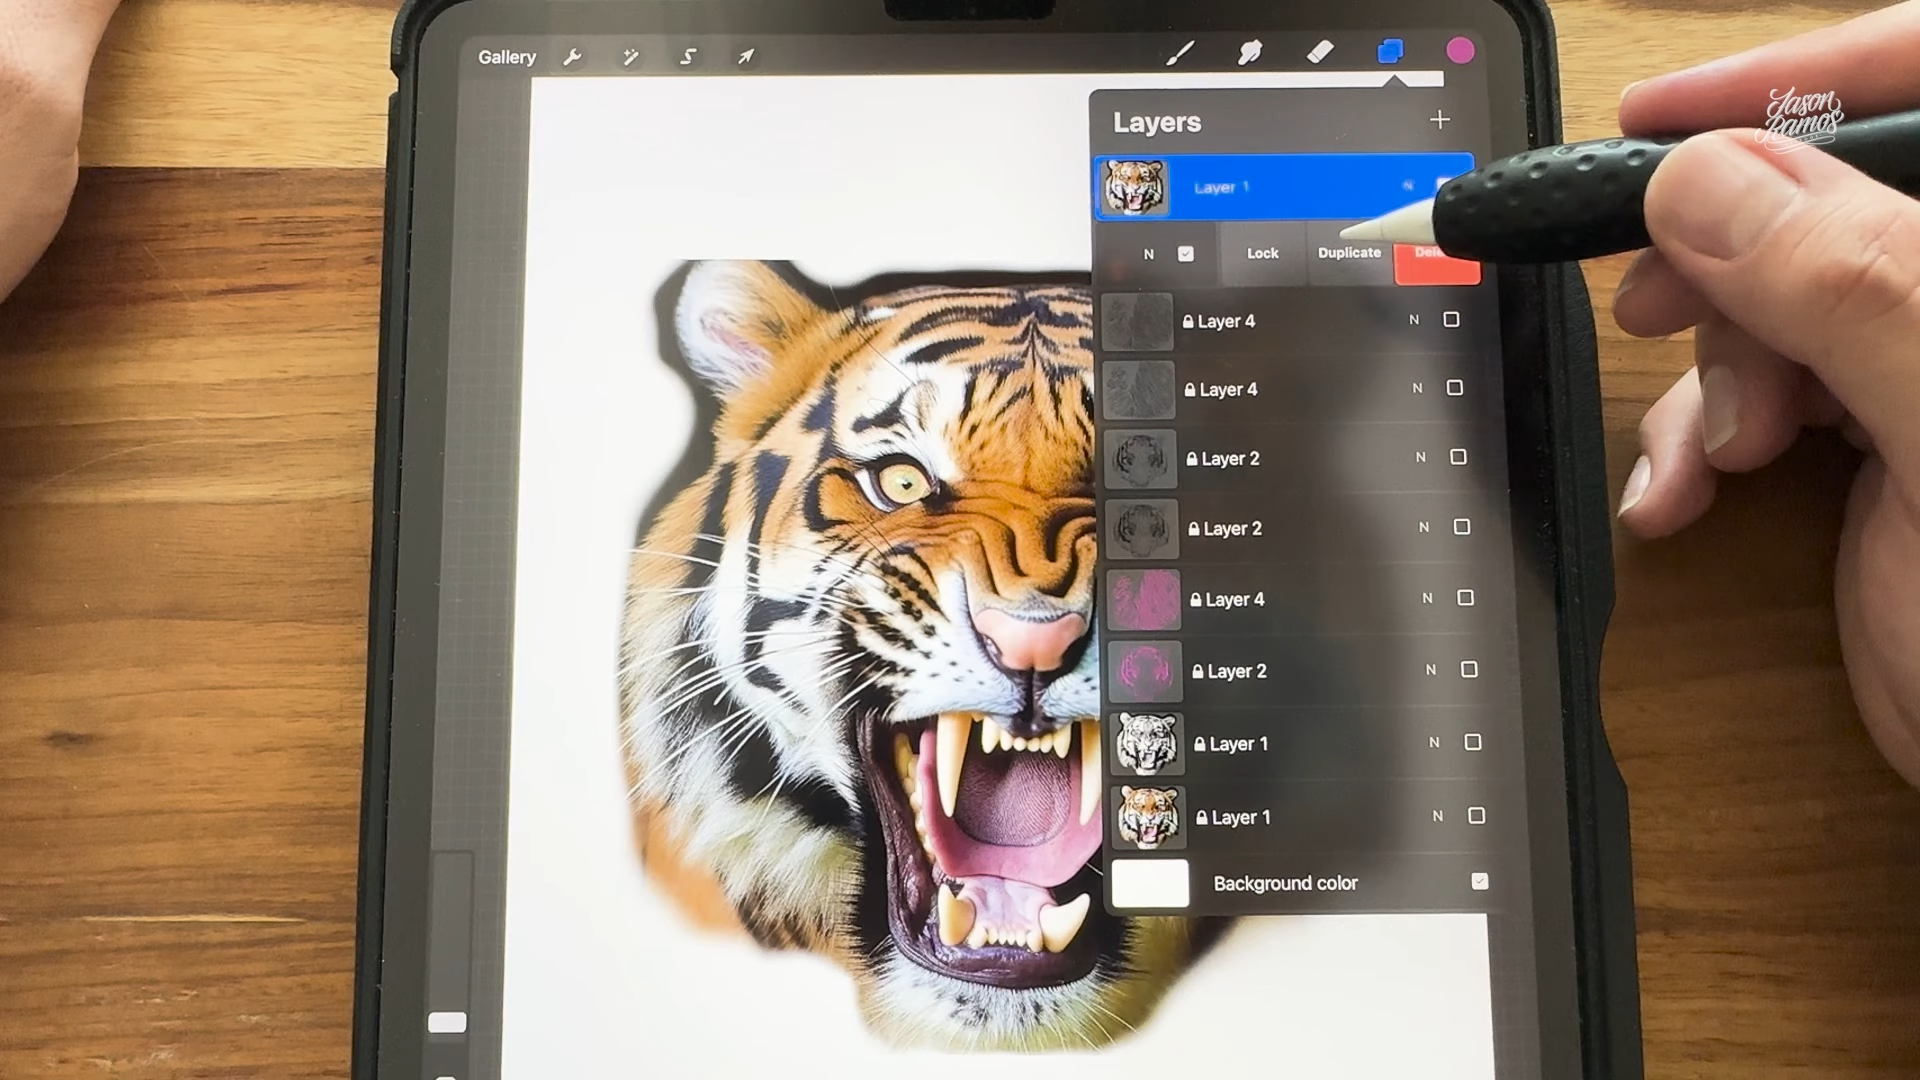 Gallery
Jason
Ramos
Layers
Layer 1 N
N Lock Duplicate Delete
Layer 4 N
Layer 4 N
Layer 2 N
Layer 2 N
Layer 4 N
Layer 2 N
Layer 1 N
Layer 1 N
Background color